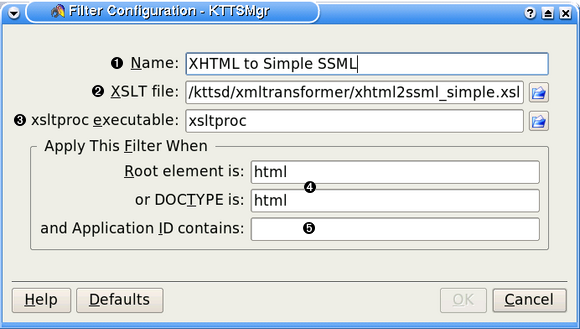 Filter Configuration - KTTSMgr
❶ Name: XHTML to Simple SSML
❷ XSLT file: /kttsd/xmltransformer/xhtml2ssml_simple.xsl
❸ xsltproc executable: xsltproc
Apply This Filter When
Root element is: html
❹
or DOCTYPE is: html
and Application ID contains: ❺
Help Defaults OK Cancel